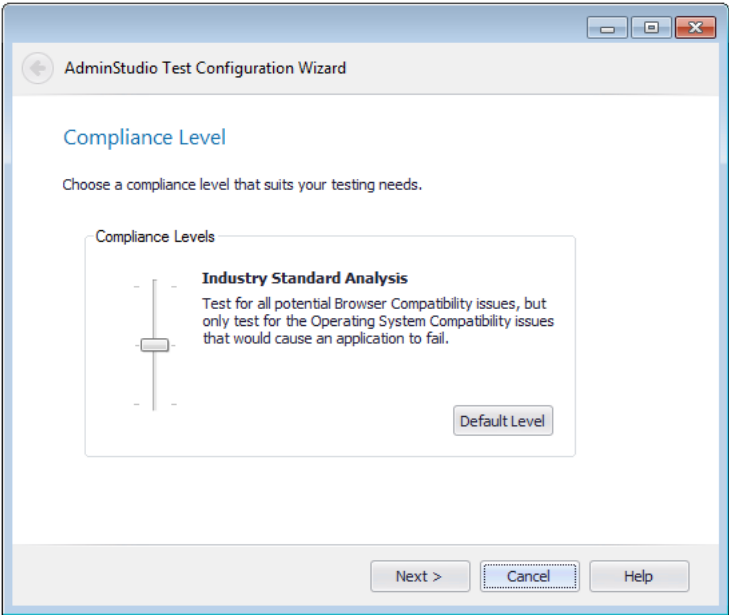 AdminStudio Test Configuration Wizard
Compliance Level
Choose a compliance level that suits your testing needs.
Compliance Levels
Industry Standard Analysis
Test for all potential Browser Compatibility issues, but
only test for the Operating System Compatibility issues
that would cause an application to fail.
Default Level
Next >
Cancel
Help